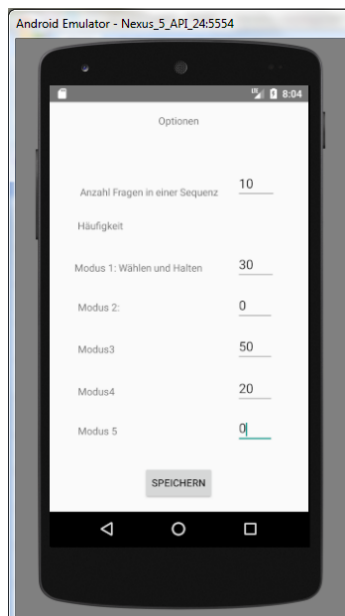 Android Emulator - Nexus_5_API_24:5554
8:04
Optionen
Anzahl Fragen in einer Sequenz 10
Häufigkeit
Modus 1: Wählen und Halten 30
Modus 2: 0
Modus3 50
Modus4 20
Modus 5 0
SPEICHERN